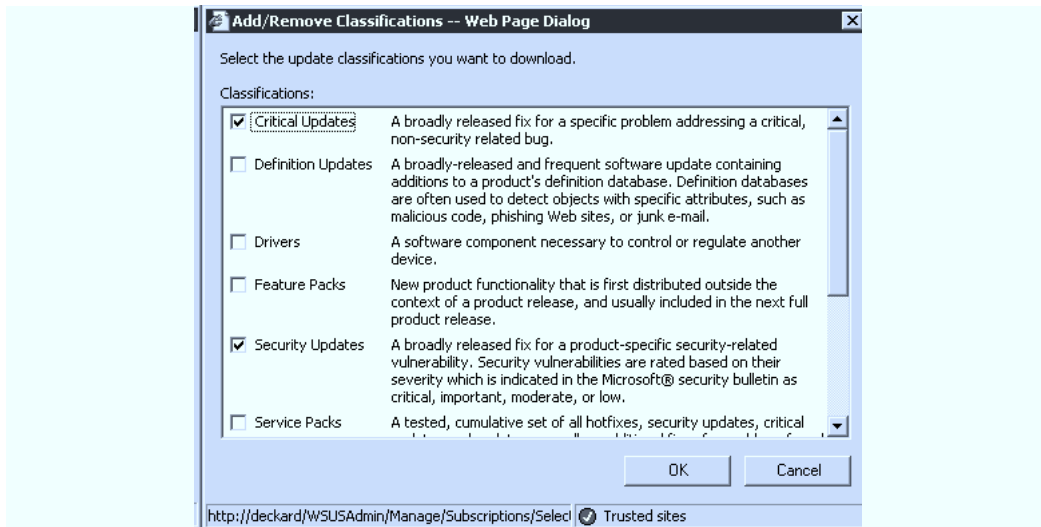 Add/Remove Classifications -- Web Page Dialog
Select the update classifications you want to download.
Classifications:
Critical Updates A broadly released fix for a specific problem addressing a critical,
non-security related bug.
Definition Updates A broadly-released and frequent software update containing
additions to a product's definition database. Definition databases
are often used to detect objects with specific attributes, such as
malicious code, phishing Web sites, or junk e-mail.
Drivers A software component necessary to control or regulate another
device.
Feature Packs New product functionality that is first distributed outside the
context of a product release, and usually included in the next full
product release.
Security Updates A broadly released fix for a product-specific security-related
vulnerability. Security vulnerabilities are rated based on their
severity which is indicated in the Microsoft® security bulletin as
critical, important, moderate, or low.
Service Packs A tested, cumulative set of all hotfixes, security updates, critical
OK Cancel
http://deckard/WSUSAdmin/Manage/Subscriptions/Select Trusted sites